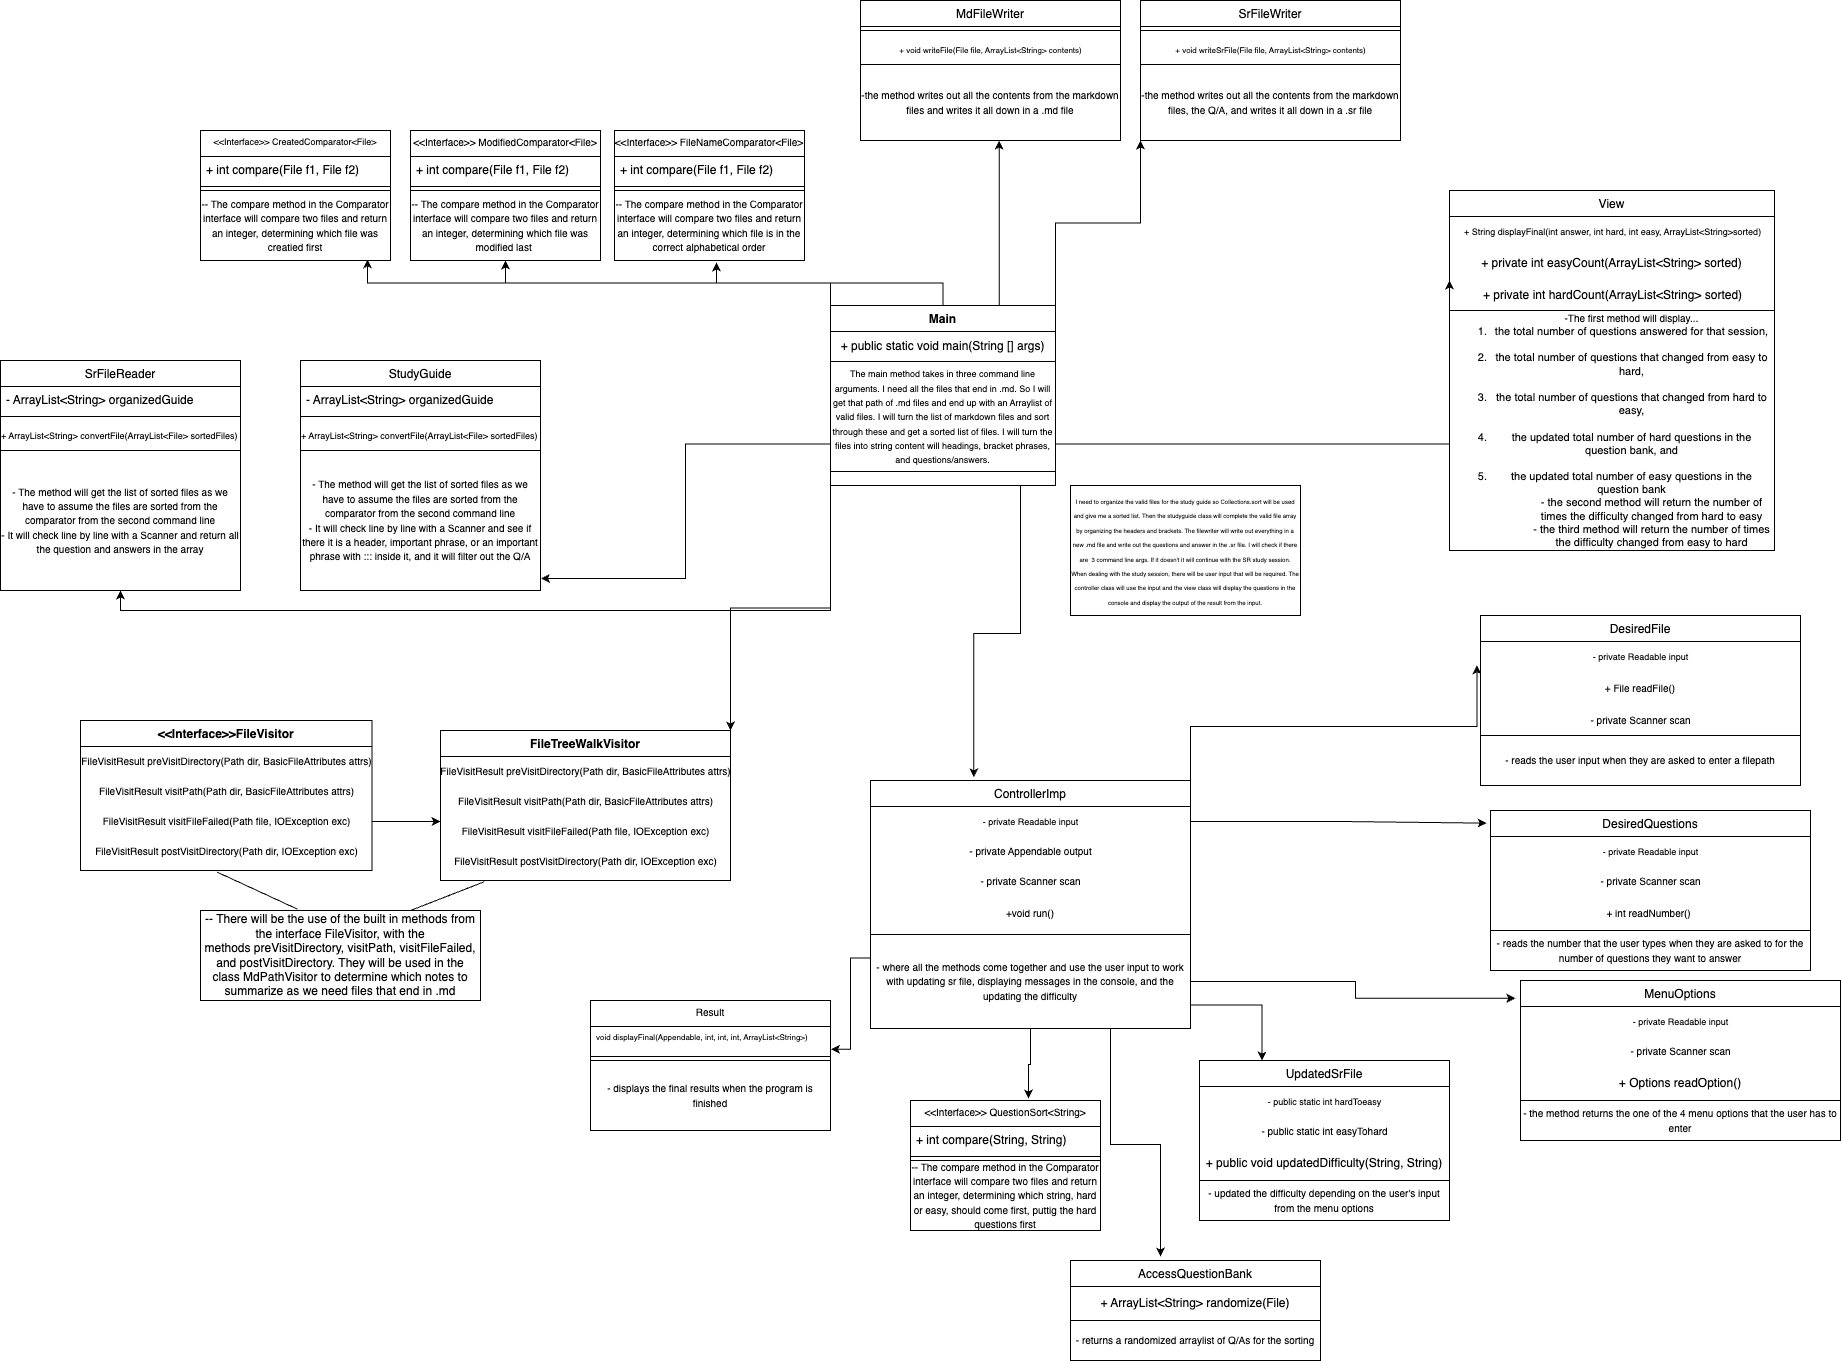 MdFileWriter
+ void writeFile(File file, ArrayList<String> contents)
-the method writes out all the contents from the markdown
files and writes it all down in a .md file
SrFileWriter
+ void writeSrFile(File file, ArrayList<String> contents)
-the method writes out all the contents from the markdown
files, the Q/A, and writes it all down in a .sr file
<<Interface>> CreatedComparator<File>
+ int compare(File f1, File f2)
-- The compare method in the Comparator
interface will compare two files and return
an integer, determining which file was
creatied first
<<Interface>> ModifiedComparator<File>
+ int compare(File f1, File f2)
-- The compare method in the Comparator
interface will compare two files and return
an integer, determining which file was
modified last
<<Interface>> FileNameComparator<File>
+ int compare(File f1, File f2)
-- The compare method in the Comparator
interface will compare two files and return
an integer, determining which file is in the
correct alphabetical order
View
+ String displayFinal(int answer, int hard, int easy, ArrayList<String>sorted)
+ private int easyCount(ArrayList<String> sorted)
+ private int hardCount(ArrayList<String> sorted)
-The first method will display...
1. the total number of questions answered for that session,
2. the total number of questions that changed from easy to
hard,
3. the total number of questions that changed from hard to
easy,
4. the updated total number of hard questions in the
question bank, and
5. the updated total number of easy questions in the
question bank
- the second method will return the number of
times the difficulty changed from hard to easy
- the third method will return the number of times
the difficulty changed from easy to hard
Main
+ public static void main(String [] args)
The main method takes in three command line
arguments. I need all the files that end in .md. So I will
get that path of .md files and end up with an Arraylist of
valid files. I will turn the list of markdown files and sort
through these and get a sorted list of files. I will turn the
files into string content will headings, bracket phrases,
and questions/answers.
SrFileReader
- ArrayList<String> organizedGuide
+ ArrayList<String> convertFile(ArrayList<File> sortedFiles)
- The method will get the list of sorted files as we
have to assume the files are sorted from the
comparator from the second command line
- It will check line by line with a Scanner and return all
the question and answers in the array
StudyGuide
- ArrayList<String> organizedGuide
+ ArrayList<String> convertFile(ArrayList<File> sortedFiles)
- The method will get the list of sorted files as we
have to assume the files are sorted from the
comparator from the second command line
- It will check line by line with a Scanner and see if
there it is a header, important phrase, or an important
phrase with ::: inside it, and it will filter out the Q/A
I need to organize the valid files for the study guide so Collections.sort will be used
and give me a sorted list. Then the studyguide class will complete the valid file array
by organizing the headers and brackets. The filewriter will write out everything in a
new .md file and write out the questions and answer in the .sr file. I will check if there
are 3 command line args. If it doesn't it will continue with the SR study session.
When dealing with the study session, there will be user input that will be required. The
controller class will use the input and the view class will display the questions in the
console and display the output of the result from the input.
DesiredFile
- private Readable input
+ File readFile()
- private Scanner scan
- reads the user input when they are asked to enter a filepath
<<Interface>>FileVisitor
FileVisitResult preVisitDirectory(Path dir, BasicFileAttributes attrs)
FileVisitResult visitPath(Path dir, BasicFileAttributes attrs)
FileVisitResult visitFileFailed(Path file, IOException exc)
FileVisitResult postVisitDirectory(Path dir, IOException exc)
FileTreeWalkVisitor
FileVisitResult preVisitDirectory(Path dir, BasicFileAttributes attrs)
FileVisitResult visitPath(Path dir, BasicFileAttributes attrs)
FileVisitResult visitFileFailed(Path file, IOException exc)
FileVisitResult postVisitDirectory(Path dir, IOException exc)
-- There will be the use of the built in methods from
the interface FileVisitor, with the
methods preVisitDirectory, visitPath, visitFileFailed,
and postVisitDirectory. They will be used in the
class MdPathVisitor to determine which notes to
summarize as we need files that end in .md
ControllerImp
- private Readable input
- private Appendable output
- private Scanner scan
+void run()
- where all the methods come together and use the user input to work
with updating sr file, displaying messages in the console, and the
updating the difficulty
DesiredQuestions
- private Readable input
- private Scanner scan
+ int readNumber()
- reads the number that the user types when they are asked to for the
number of questions they want to answer
MenuOptions
- private Readable input
- private Scanner scan
+ Options readOption()
- the method returns the one of the 4 menu options that the user has to
enter
Result
void displayFinal(Appendable, int, int, int, ArrayList<String>)
- displays the final results when the program is
finished
<<Interface>> QuestionSort<String>
+ int compare(String, String)
-- The compare method in the Comparator
interface will compare two files and return
an integer, determining which string, hard
or easy, should come first, puttig the hard
questions first
UpdatedSrFile
- public static int hardToeasy
- public static int easyTohard
+ public void updatedDifficulty(String, String)
- updated the difficulty depending on the user's input
from the menu options
AccessQuestionBank
+ ArrayList<String> randomize(File)
- returns a randomized arraylist of Q/As for the sorting